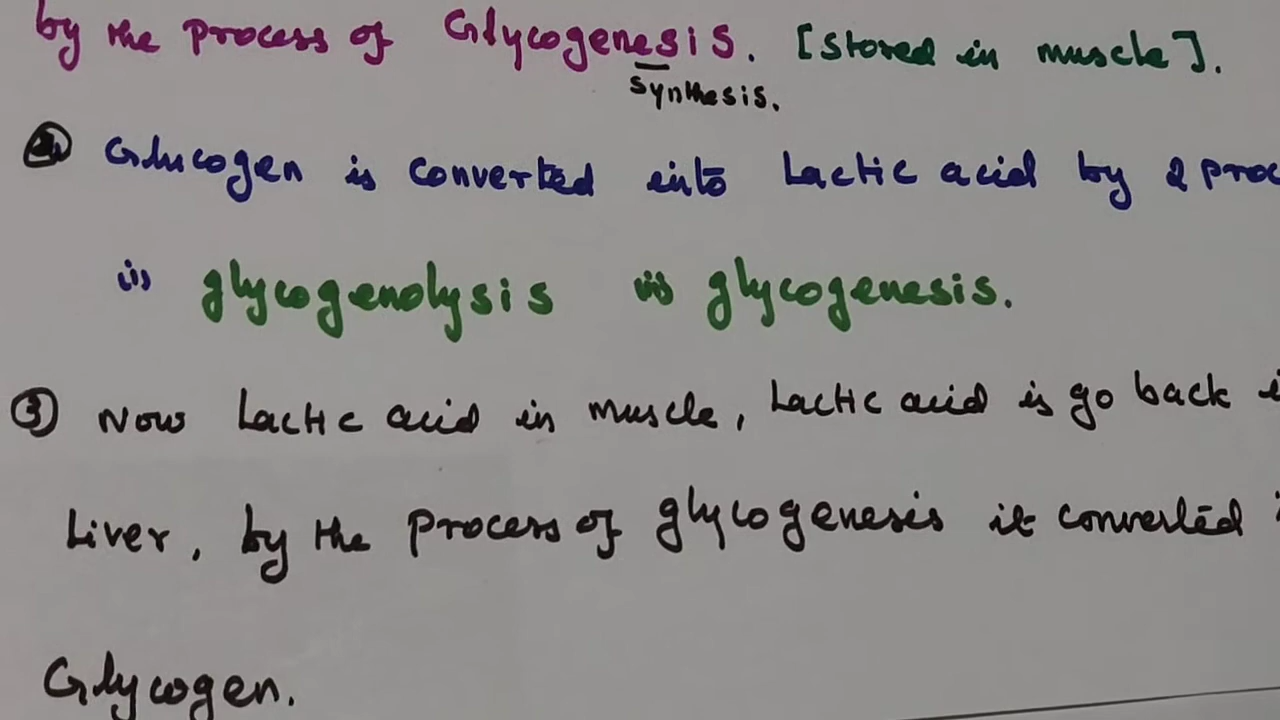 by the process of Glycogenesis. [Stored in muscle].
Synthesis.
② Glucogen is converted into Lactic acid by 2 proc
(i) glycogenolysis (ii) glycogenesis.
③ Now Lactic acid in muscle, Lactic acid is go back i
Liver, by the process of glycogenesis it converted i
Glycogen.